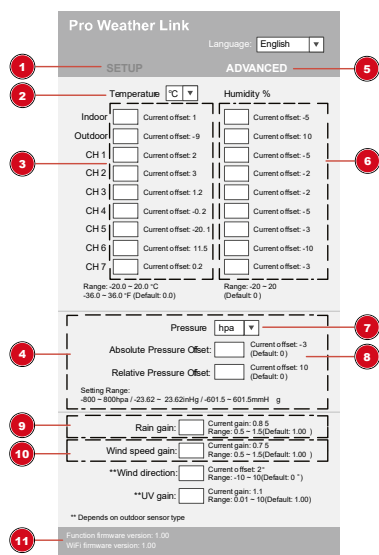 Pro Weather Link
Language: English
1 SETUP ADVANCED 5
2 Temperature °C Humidity %
Indoor Current offset: 1 Current offset: -5
Outdoor Current offset: -9 Current offset: 10
3 CH 1 Current offset: 2 Current offset: -5 6
CH 2 Current offset: 3 Current offset: -2
CH 3 Current offset: 1.2 Current offset: -2
CH 4 Current offset: -0. 2 Current offset: -5
CH 5 Current offset: -20. 1 Current offset: -3
CH 6 Current offset: 11.5 Current offset: -10
CH 7 Current offset: 0.2 Current offset: -3
Range: -20.0 ~ 20.0 °C Range: -20 ~ 20
-36.0 ~ 36.0 °F (Default: 0.0) (Default: 0 )
Pressure hpa 7
4 Absolute Pressure Offset: Current offset: -3 8
(Default: 0 )
Relative Pressure Offset: Current offset: 10
(Default: 0 )
Setting Range:
-800 ~ 800hpa / -23.62 ~ 23.62inHg / -601.5 ~ 601.5mmH g
9 Rain gain: Current gain: 0.8 5
Range: 0.5 ~ 1.5(Default: 1.00 )
10 Wind speed gain: Current gain: 0.7 5
Range: 0.5 ~ 1.5(Default: 1.00 )
**Wind direction: Current offset: 2°
Range: -10 ~ 10(Default: 0 °)
**UV gain: Current gain: 1.1
Range: 0.01 ~ 10(Default: 1.00)
** Depends on outdoor sensor type
11 Function firmware version: 1.00
WiFi firmware version: 1.00